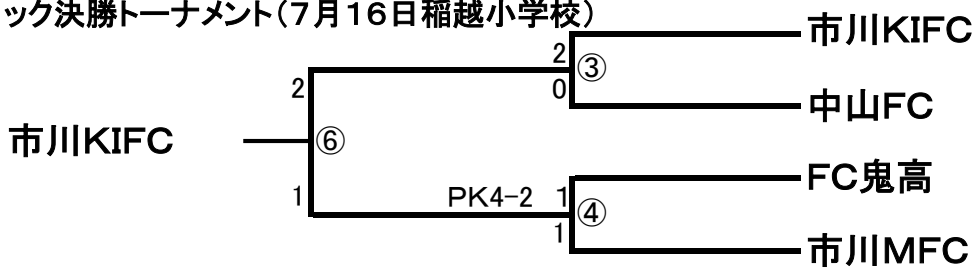 ック決勝トーナメント（７月１６日稲越小学校）
市川KIFC
2
③
0
中山FC
2
市川KIFC
⑥
FC鬼高
1
PK4-2 1
④
1
市川MFC